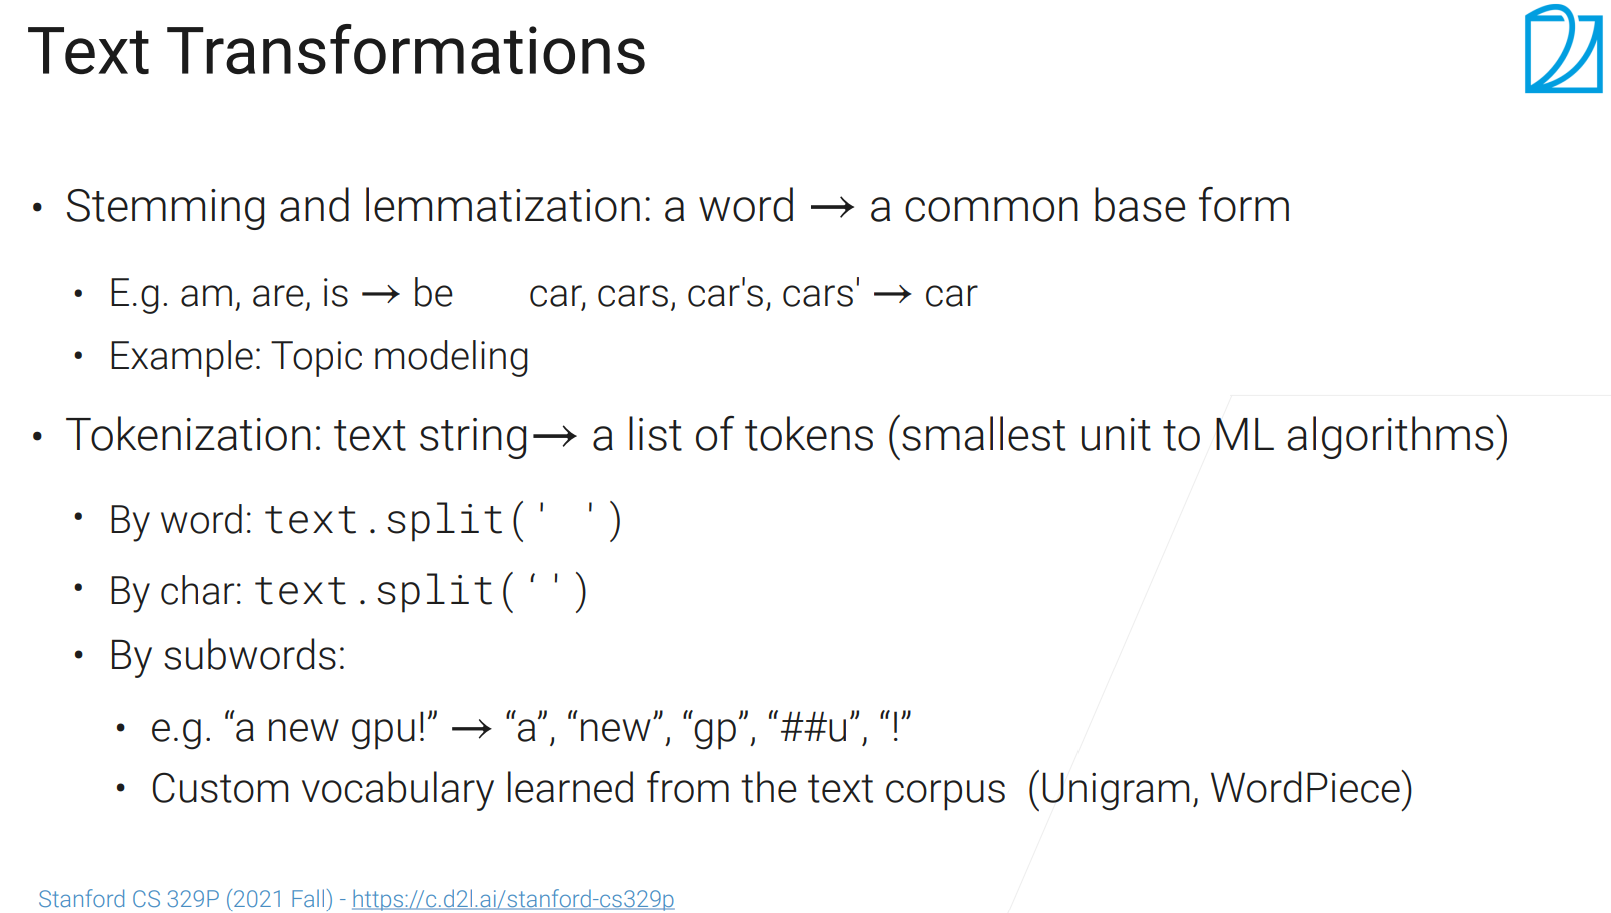 Text Transformations
• Stemming and lemmatization: a word → a common base form
• E.g. am, are, is → be car, cars, car's, cars' → car
• Example: Topic modeling
• Tokenization: text string→ a list of tokens (smallest unit to ML algorithms)
• By word: text.split(' ')
• By char: text.split(‘')
• By subwords:
• e.g. “a new gpu!” → “a”, “new”, “gp”, “##u”, “!”
• Custom vocabulary learned from the text corpus (Unigram, WordPiece)
Stanford CS 329P (2021 Fall) - https://c.d2l.ai/stanford-cs329p